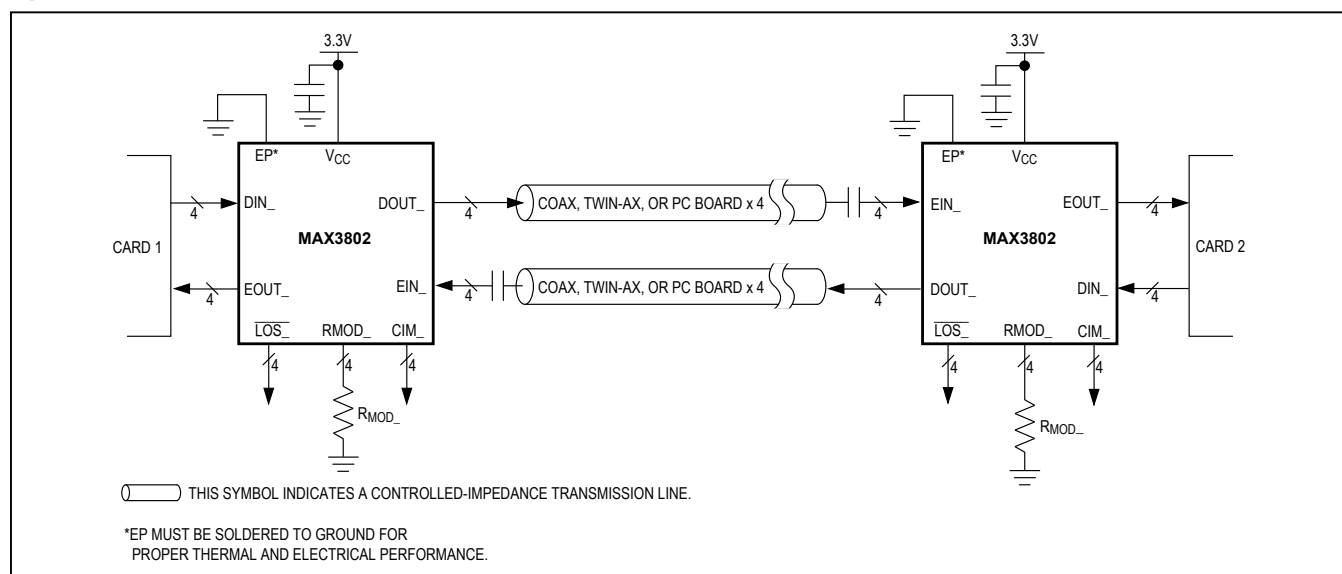 3.3V
3.3V
EP*
VCC
EP*
VCC
DIN_
4
DOUT_
4
COAX, TWIN-AX, OR PC BOARD x 4
4
EIN_
EOUT_
4
CARD 1
MAX3802
MAX3802
CARD 2
4
EOUT_
EIN_
4
COAX, TWIN-AX, OR PC BOARD x 4
4
DOUT_
DIN_
4
LOS_
RMOD_
CIM_
LOS_
RMOD_
CIM_
4
4
4
4
4
4
RMOD_
RMOD_
THIS SYMBOL INDICATES A CONTROLLED-IMPEDANCE TRANSMISSION LINE.
*EP MUST BE SOLDERED TO GROUND FOR
PROPER THERMAL AND ELECTRICAL PERFORMANCE.